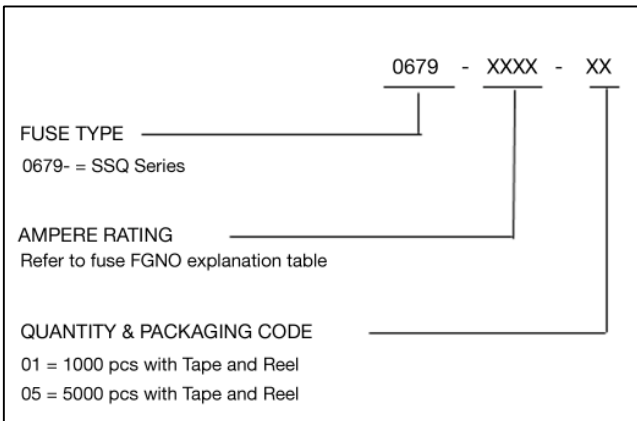 0679 - XXXX - XX
FUSE TYPE
0679- = SSQ Series
AMPERE RATING
Refer to fuse FGNO explanation table
QUANTITY & PACKAGING CODE
01 = 1000 pcs with Tape and Reel
05 = 5000 pcs with Tape and Reel